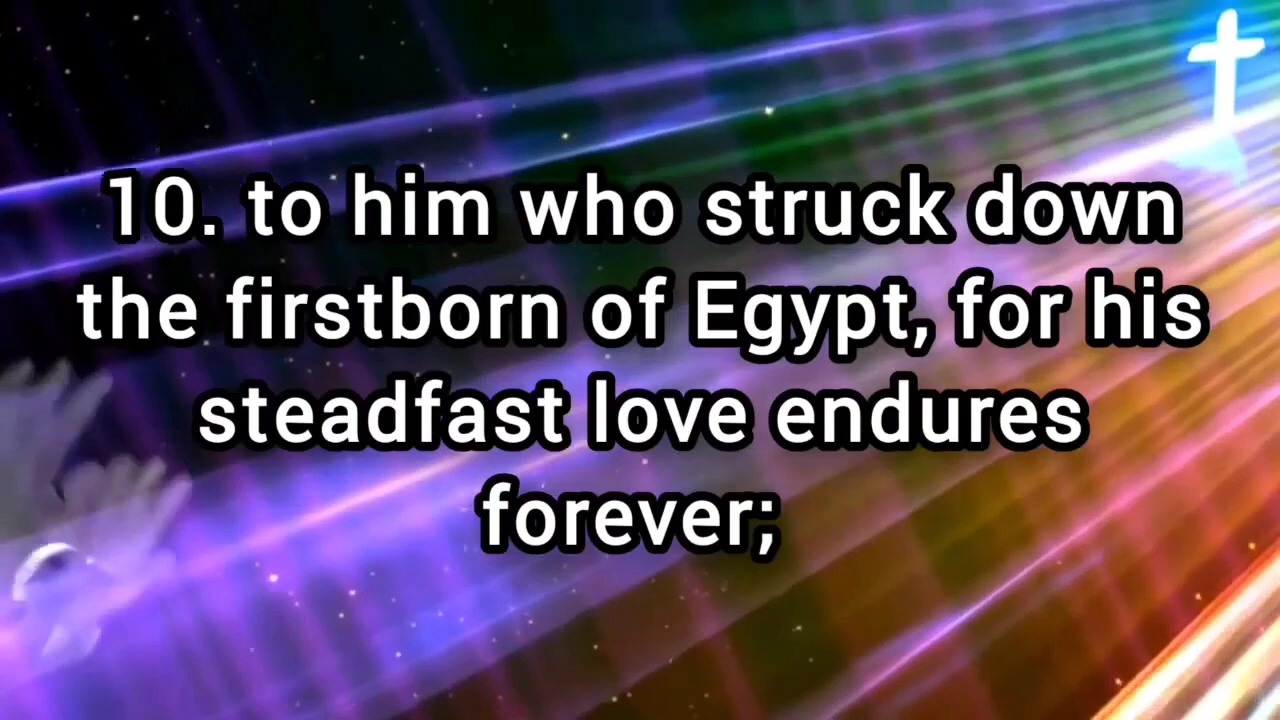 10. to him who struck down
the firstborn of Egypt, for his
steadfast love endures
forever;